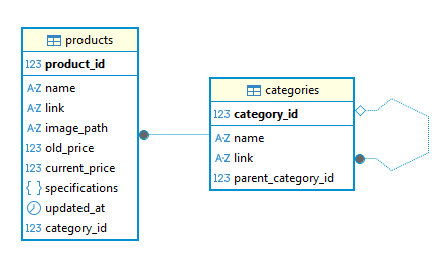 products
123 product_id
A-Z name
A-Z link
A-Z image_path
123 old_price
123 current_price
{ } specifications
updated_at
123 category_id
categories
123 category_id
A-Z name
A-Z link
123 parent_category_id